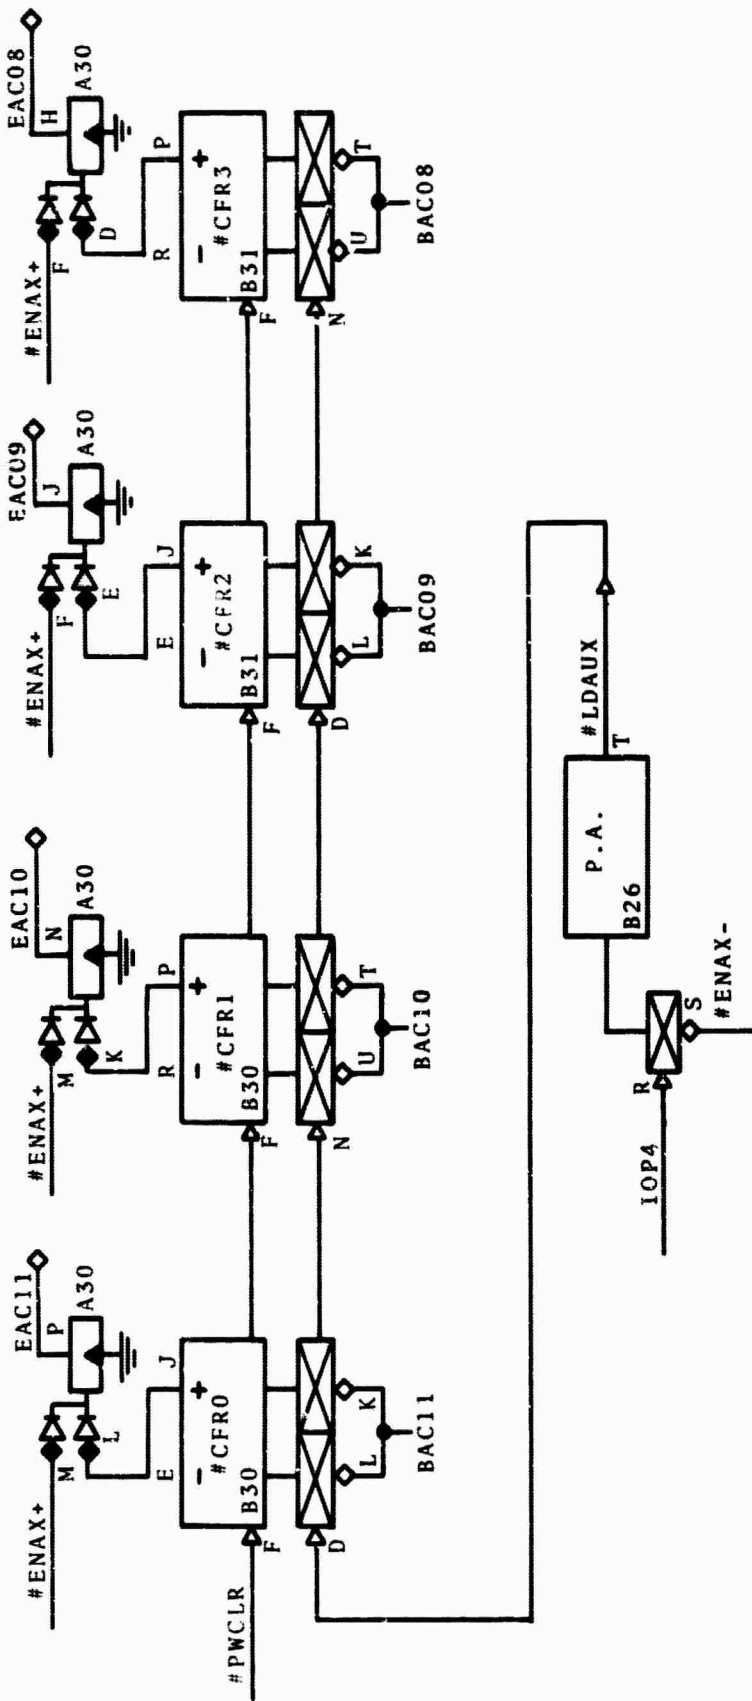 EAC11
P
A30
#ENAX+
M
L
E
J
-
+
#CFR0
B30
#PWCLR
F
D
L
K
BAC11
EAC10
N
A30
#ENAX+
M
K
R
P
-
+
#CFR1
B30
F
N
U
T
BAC10
EAC09
J
A30
#ENAX+
F
E
E
J
-
+
#CFR2
B31
F
D
L
K
BAC09
EAC08
H
A30
#ENAX+
F
D
R
P
-
+
#CFR3
B31
F
N
U
T
BAC08
IOP4
R
S
#ENAX-
P.A.
B26
#LDAUX
T